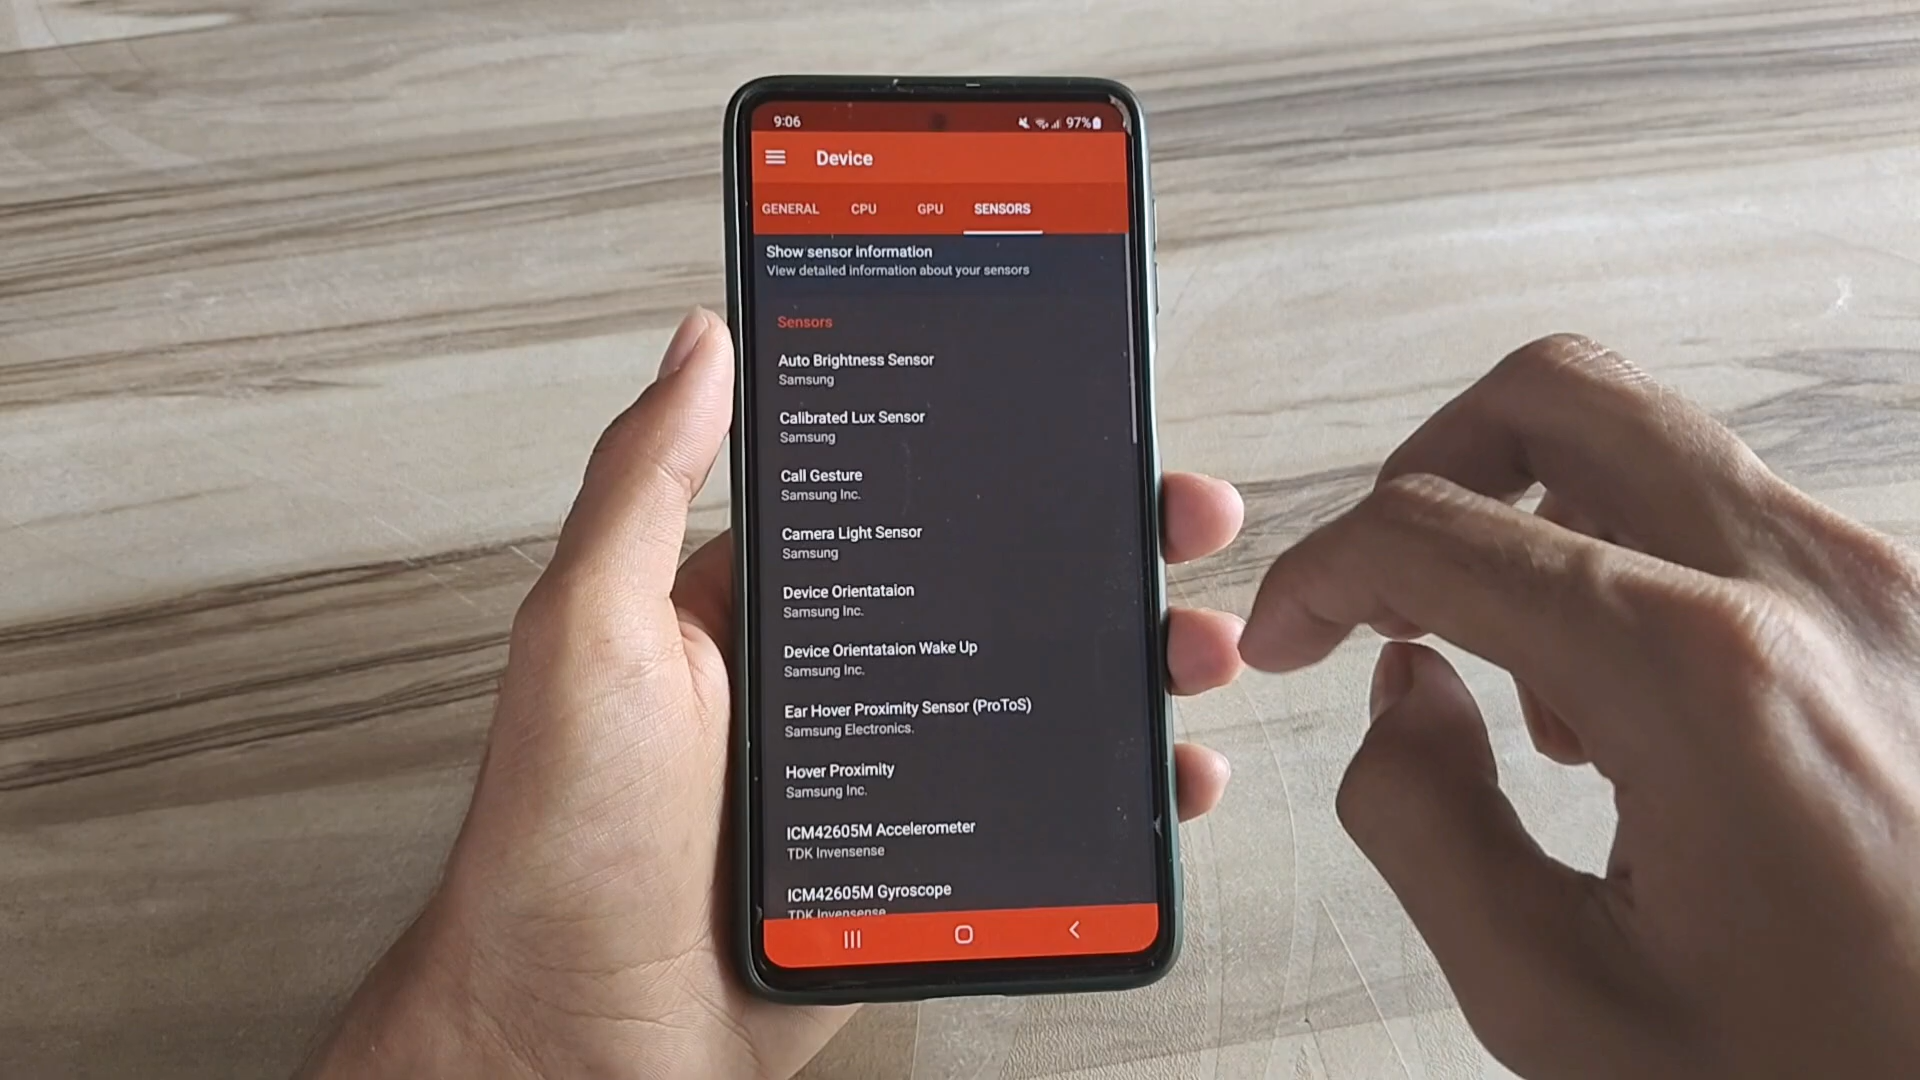 9:06 97%
Device
GENERAL CPU GPU SENSORS
Show sensor information
View detailed information about your sensors
Sensors
Auto Brightness Sensor
Samsung
Calibrated Lux Sensor
Samsung
Call Gesture
Samsung Inc.
Camera Light Sensor
Samsung
Device Orientataion
Samsung Inc.
Device Orientataion Wake Up
Samsung Inc.
Ear Hover Proximity Sensor (ProToS)
Samsung Electronics.
Hover Proximity
Samsung Inc.
ICM42605M Accelerometer
TDK Invensense
ICM42605M Gyroscope
TDK Invensense